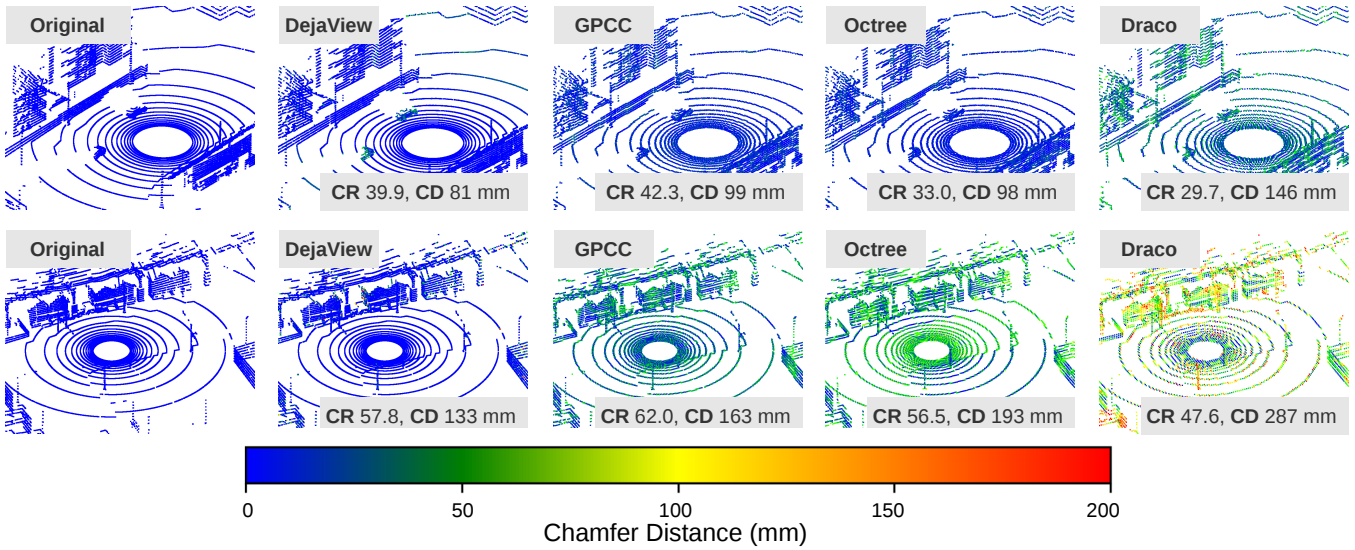 Original DejaView GPCC Octree Draco
CR 39.9, CD 81 mm CR 42.3, CD 99 mm CR 33.0, CD 98 mm CR 29.7, CD 146 mm
Original DejaView GPCC Octree Draco
CR 57.8, CD 133 mm CR 62.0, CD 163 mm CR 56.5, CD 193 mm CR 47.6, CD 287 mm
0 50 100 150 200
Chamfer Distance (mm)